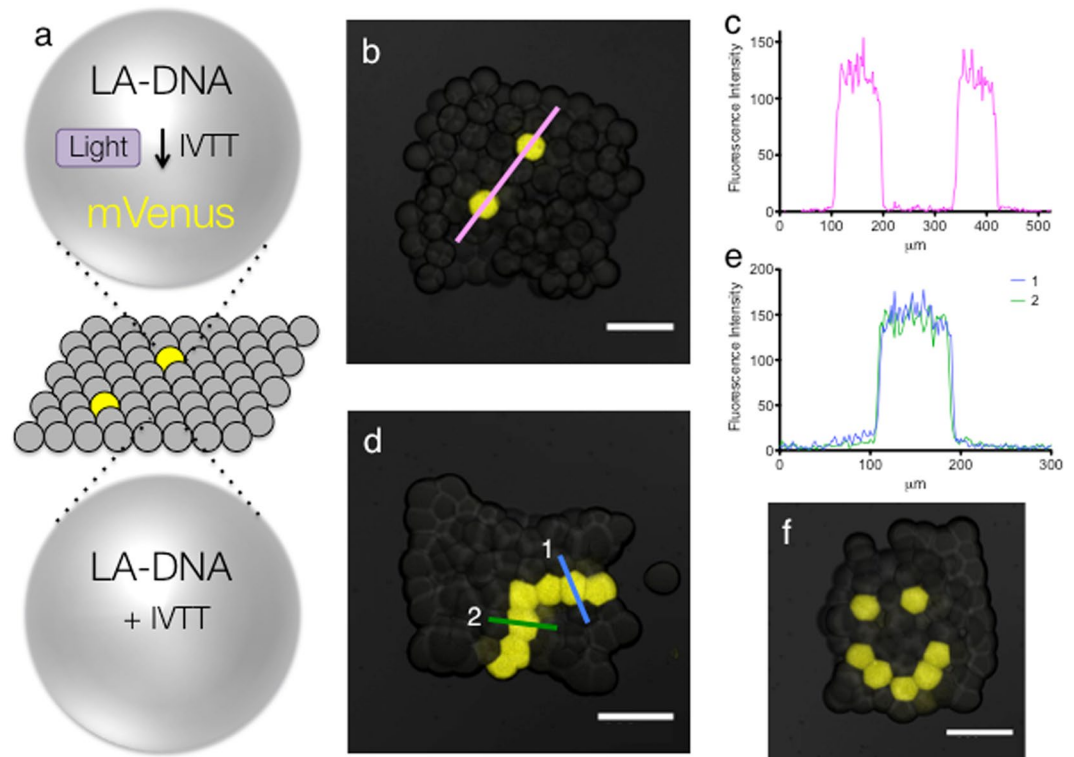 a
LA-DNA
Light
IVTT
mVenus
LA-DNA
+ IVTT
b
c
Fluorescence Intensity
150
100
50
0
0 100 200 300 400 500
μm
d
1
2
e
Fluorescence Intensity
200
150
100
50
0
0 100 200 300
μm
1
2
f